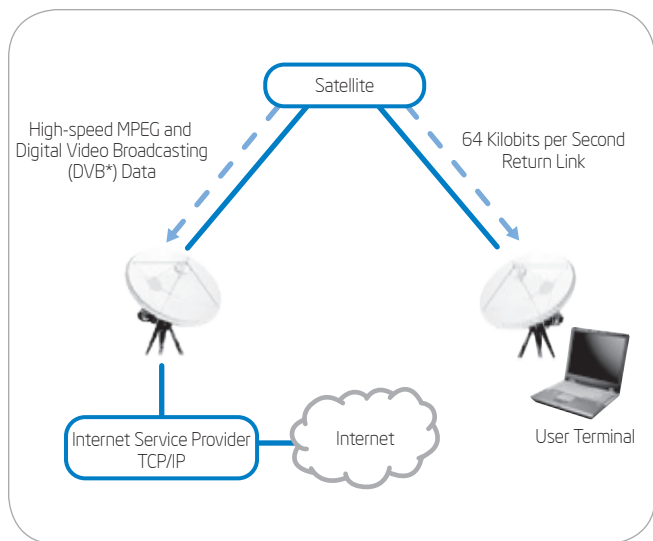 Satellite
High-speed MPEG and
Digital Video Broadcasting
(DVB*) Data
64 Kilobits per Second
Return Link
Internet Service Provider
TCP/IP
Internet
User Terminal